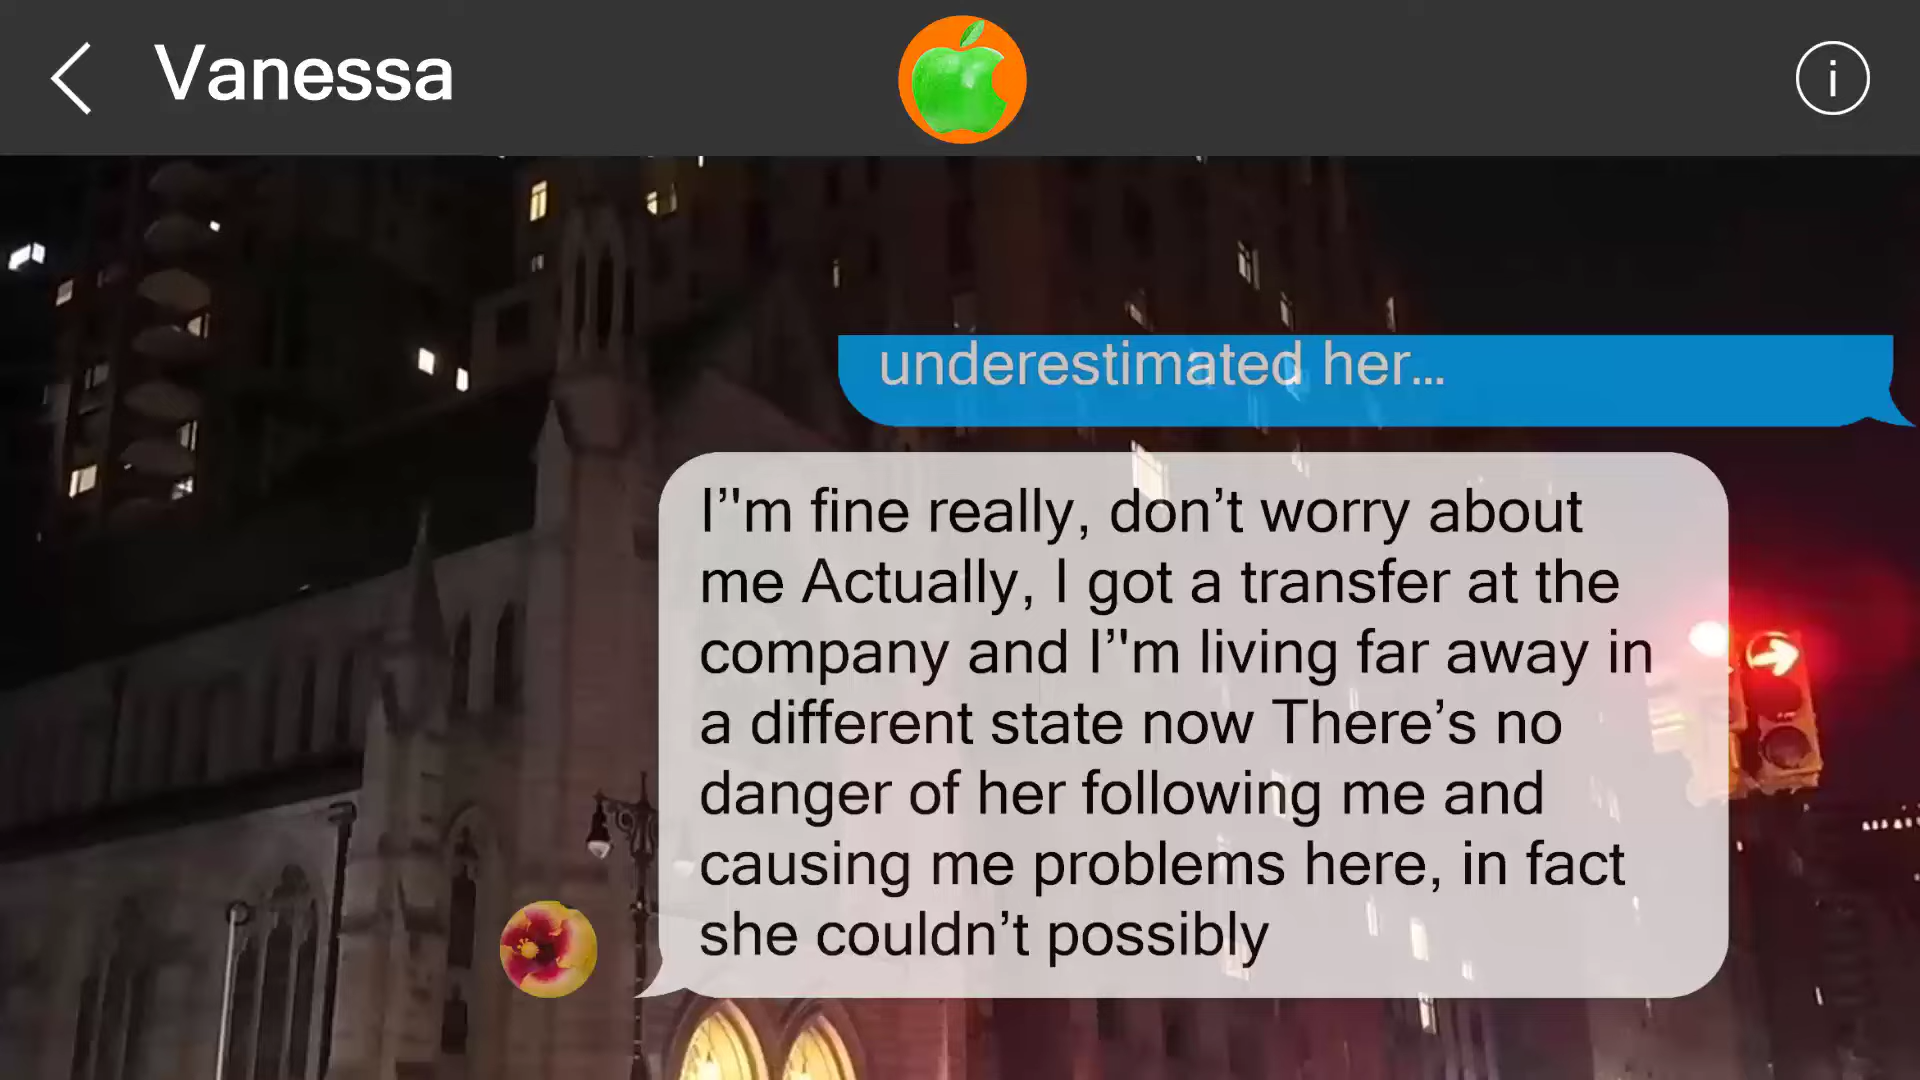 Vanessa
i
underestimated her...
I''m fine really, don’t worry about
me Actually, I got a transfer at the
company and I''m living far away in
a different state now There’s no
danger of her following me and
causing me problems here, in fact
she couldn’t possibly